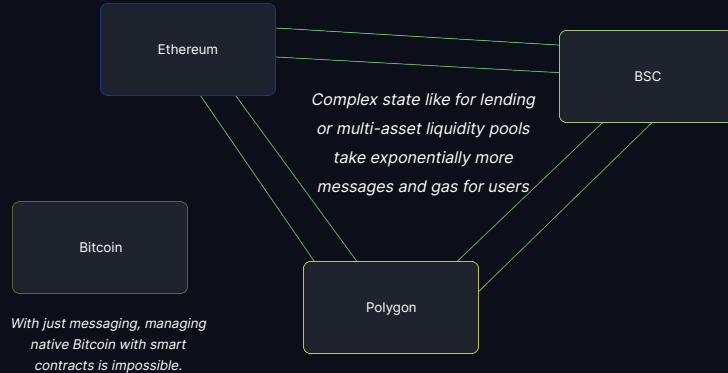 Ethereum
BSC
Complex state like for lending
or multi-asset liquidity pools
take exponentially more
messages and gas for users
Bitcoin
Polygon
With just messaging, managing
native Bitcoin with smart
contracts is impossible.